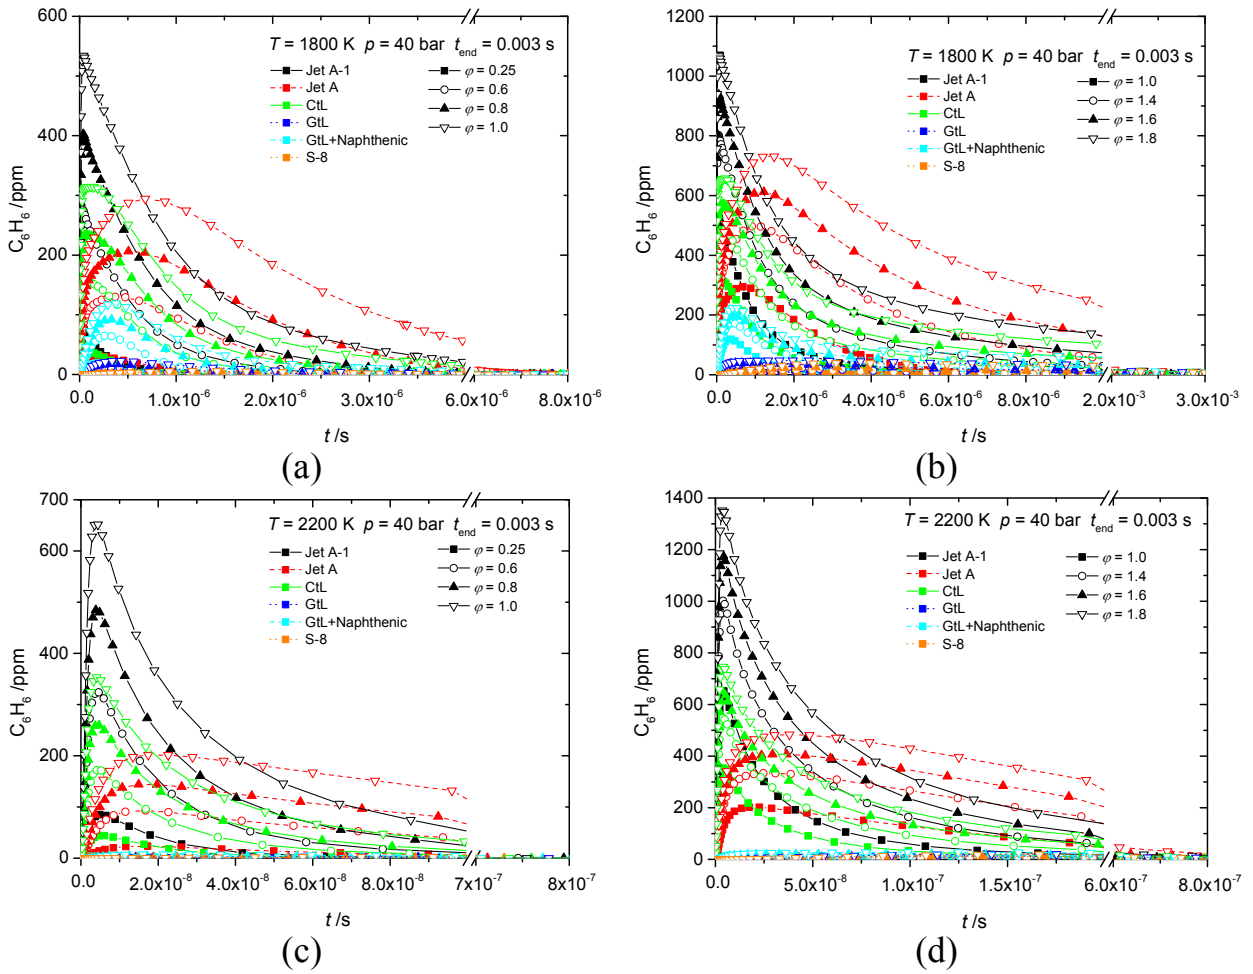 600
400
200
0
C₆H₆ /ppm
T = 1800 K p = 40 bar t_end = 0.003 s
Jet A-1
Jet A
CtL
GtL
GtL+Naphthenic
S-8
φ = 0.25
φ = 0.6
φ = 0.8
φ = 1.0
0.0 1.0x10⁻⁶ 2.0x10⁻⁶ 3.0x10⁻⁶ 6.0x10⁻⁶ 8.0x10⁻⁶
t /s
(a)
1200
1000
800
600
400
200
0
C₆H₆ /ppm
T = 1800 K p = 40 bar t_end = 0.003 s
Jet A-1
Jet A
CtL
GtL
GtL+Naphthenic
S-8
φ = 1.0
φ = 1.4
φ = 1.6
φ = 1.8
0.0 2.0x10⁻⁶ 4.0x10⁻⁶ 6.0x10⁻⁶ 8.0x10⁻⁶ 2.0x10⁻³ 3.0x10⁻³
t /s
(b)
700
600
400
200
0
C₆H₆ /ppm
T = 2200 K p = 40 bar t_end = 0.003 s
Jet A-1
Jet A
CtL
GtL
GtL+Naphthenic
S-8
φ = 0.25
φ = 0.6
φ = 0.8
φ = 1.0
0.0 2.0x10⁻⁸ 4.0x10⁻⁸ 6.0x10⁻⁸ 8.0x10⁻⁸ 7x10⁻⁷ 8x10⁻⁷
t /s
(c)
1400
1200
1000
800
600
400
200
0
C₆H₆ /ppm
T = 2200 K p = 40 bar t_end = 0.003 s
Jet A-1
Jet A
CtL
GtL
GtL+Naphthenic
S-8
φ = 1.0
φ = 1.4
φ = 1.6
φ = 1.8
0.0 5.0x10⁻⁸ 1.0x10⁻⁷ 1.5x10⁻⁷ 6.0x10⁻⁷ 8.0x10⁻⁷
t /s
(d)